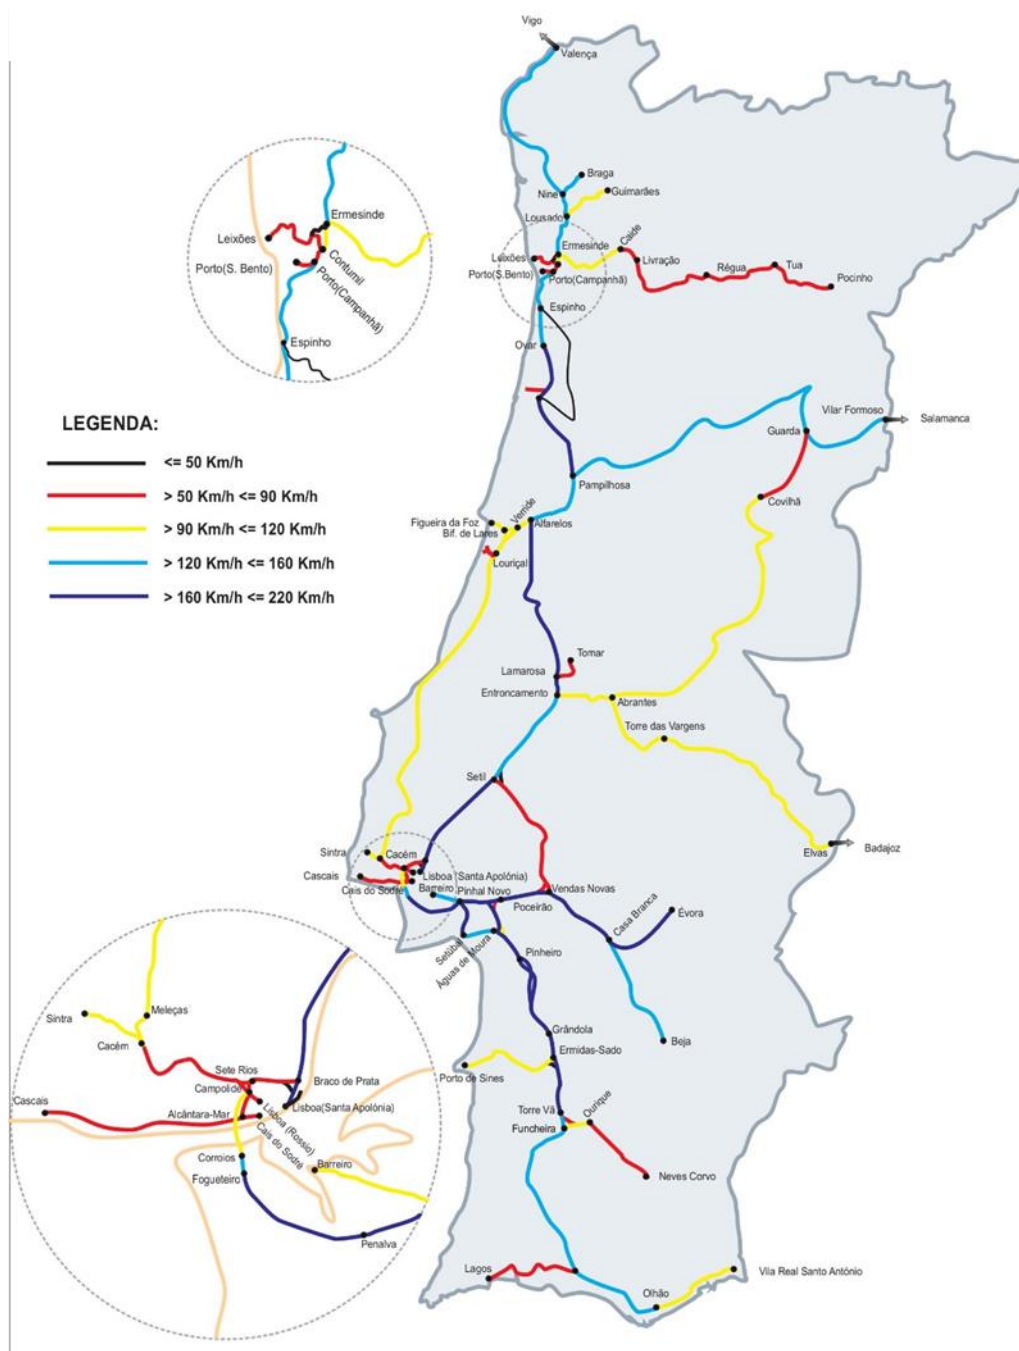 Vigo
Valença
Braga
Nine
Guimarães
Lousado
Ermesinde
Leixões
Contumil
Porto(S. Bento)
Porto(Campanhã)
Espinho
Ermesinde
Caíde
Leixões
Livração
Porto(S.Bento)
Porto(Campanhã)
Régua
Tua
Pocinho
Espinho
Ovar
LEGENDA:
<= 50 Km/h
> 50 Km/h <= 90 Km/h
> 90 Km/h <= 120 Km/h
> 120 Km/h <= 160 Km/h
> 160 Km/h <= 220 Km/h
Vilar Formoso
Salamanca
Guarda
Pampilhosa
Covilhã
Figueira da Foz
Verride
Bif. de Lares
Alfarelos
Louriçal
Tomar
Lamarosa
Entroncamento
Abrantes
Torre das Vargens
Setil
Elvas
Badajoz
Sintra
Cacém
Cascais
Lisboa (Santa Apolónia)
Cais do Sodré
Barreiro
Pinhal Novo
Vendas Novas
Poceirão
Casa Branca
Évora
Setúbal
Águas de Moura
Pinheiro
Grândola
Ermidas-Sado
Beja
Porto de Sines
Torre Vã
Ourique
Funcheira
Neves Corvo
Lagos
Olhão
Vila Real Santo António
Sintra
Meleças
Cacém
Sete Rios
Braco de Prata
Cascais
Campolide
Alcântara-Mar
Lisboa(Santa Apolónia)
Lisboa (Rossio)
Cais do Sodré
Corroios
Barreiro
Fogueteiro
Penalva